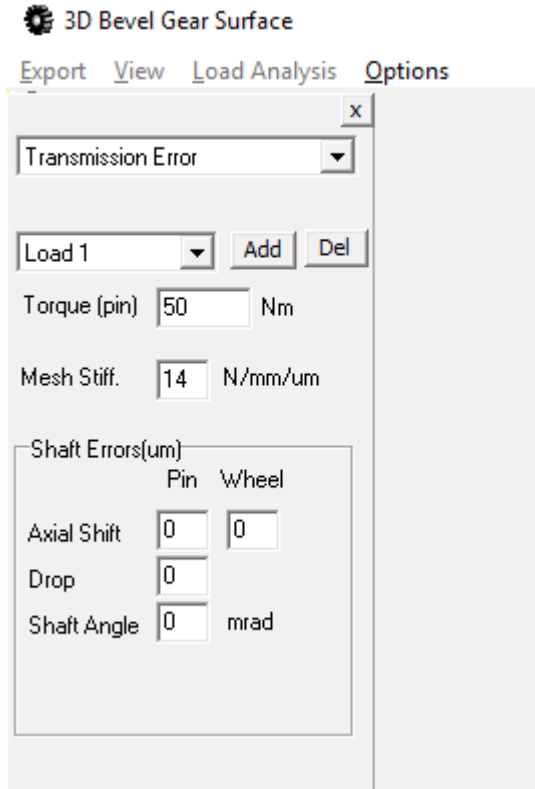 3D Bevel Gear Surface
Export View Load Analysis Options
x
Transmission Error
Load 1 Add Del
Torque (pin) 50 Nm
Mesh Stiff. 14 N/mm/um
Shaft Errors(um)
Pin Wheel
Axial Shift 0 0
Drop 0
Shaft Angle 0 mrad